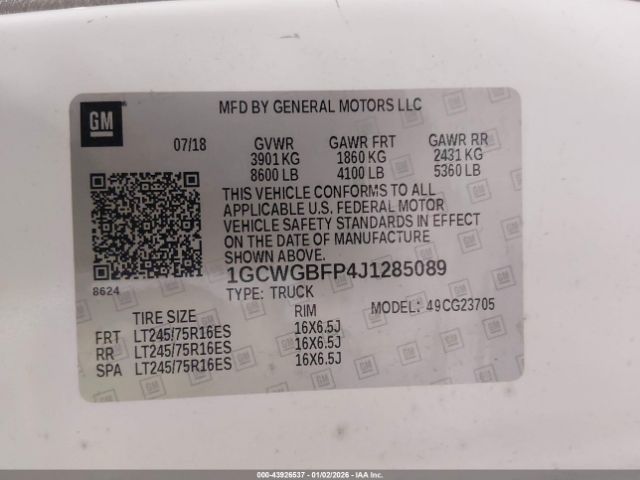 GM
MFD BY GENERAL MOTORS LLC
07/18 GVWR GAWR FRT GAWR RR
3901 KG 1860 KG 2431 KG
8600 LB 4100 LB 5360 LB
THIS VEHICLE CONFORMS TO ALL
APPLICABLE U.S. FEDERAL MOTOR
VEHICLE SAFETY STANDARDS IN EFFECT
ON THE DATE OF MANUFACTURE
SHOWN ABOVE.
1GCWGBFP4J1285089
8624
TYPE: TRUCK MODEL: 49CG23705
TIRE SIZE RIM
FRT LT245/75R16ES 16X6.5J
RR LT245/75R16ES 16X6.5J
SPA LT245/75R16ES 16X6.5J
000-43926537 - 01/02/2026 - IAAI.COM